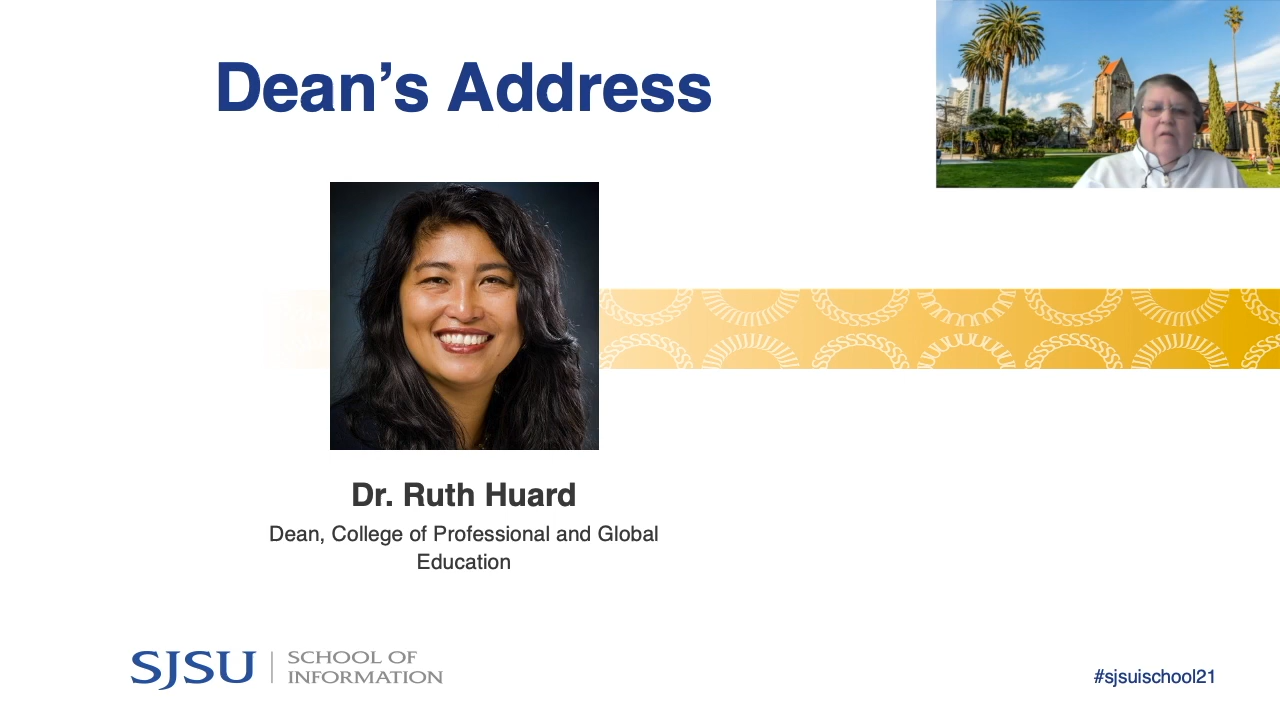 Dean’s Address
Dr. Ruth Huard
Dean, College of Professional and Global
Education
SJSU
SCHOOL OF
INFORMATION
#sjsuischool21